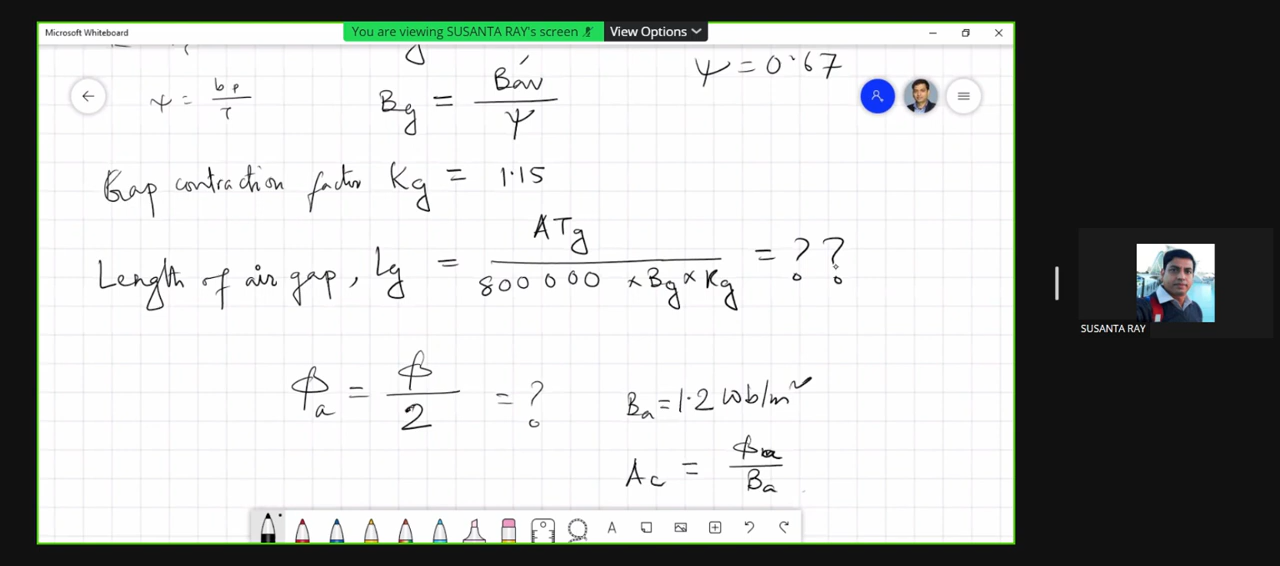 Microsoft Whiteboard
You are viewing SUSANTA RAY's screen
View Options
ψ = bp / τ
Bg = Bav / ψ
ψ = 0.67
Gap contraction factor Kg = 1.15
Length of air gap, Lg = ATg / 800 000 × Bg × Kg = ??
ϕa = ϕ / 2 = ?
Ba = 1.2 wb/m²
Ac = ϕa / Ba
A
SUSANTA RAY